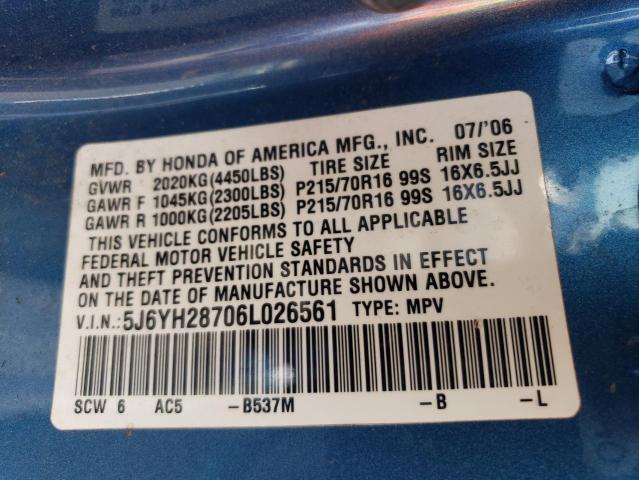 MFD. BY HONDA OF AMERICA MFG., INC. 07/'06
GVWR 2020KG(4450LBS) TIRE SIZE RIM SIZE
GAWR F 1045KG(2300LBS) P215/70R16 99S 16X6.5JJ
GAWR R 1000KG(2205LBS) P215/70R16 99S 16X6.5JJ
THIS VEHICLE CONFORMS TO ALL APPLICABLE
FEDERAL MOTOR VEHICLE SAFETY
AND THEFT PREVENTION STANDARDS IN EFFECT
ON THE DATE OF MANUFACTURE SHOWN ABOVE.
V.I.N.:5J6YH28706L026561 TYPE: MPV
SCW 6 AC5 -B537M -B -L